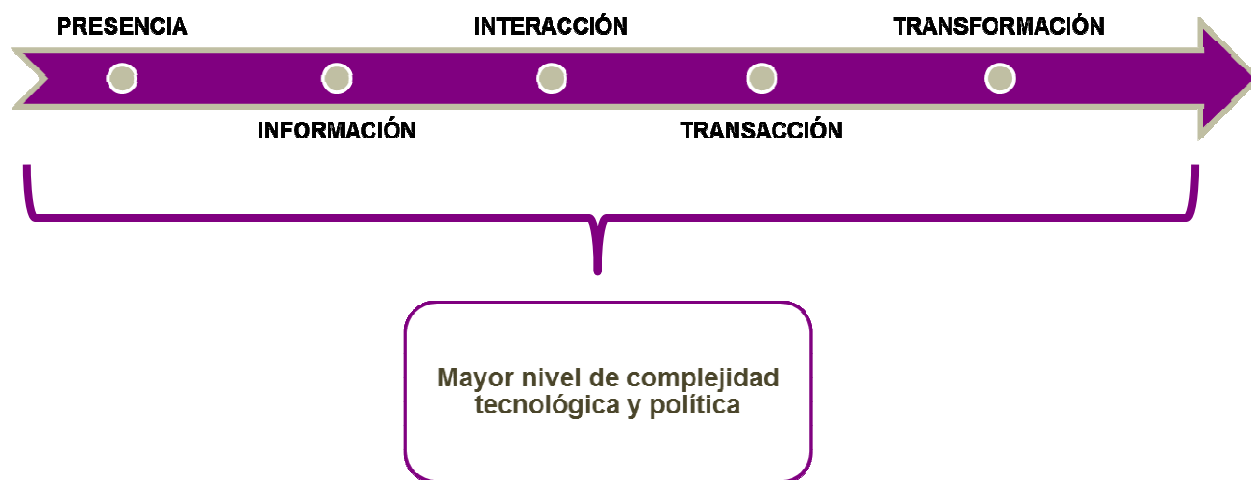 PRESENCIA
INTERACCIÓN
TRANSFORMACIÓN
INFORMACIÓN
TRANSACCIÓN
Mayor nivel de complejidad
tecnológica y política